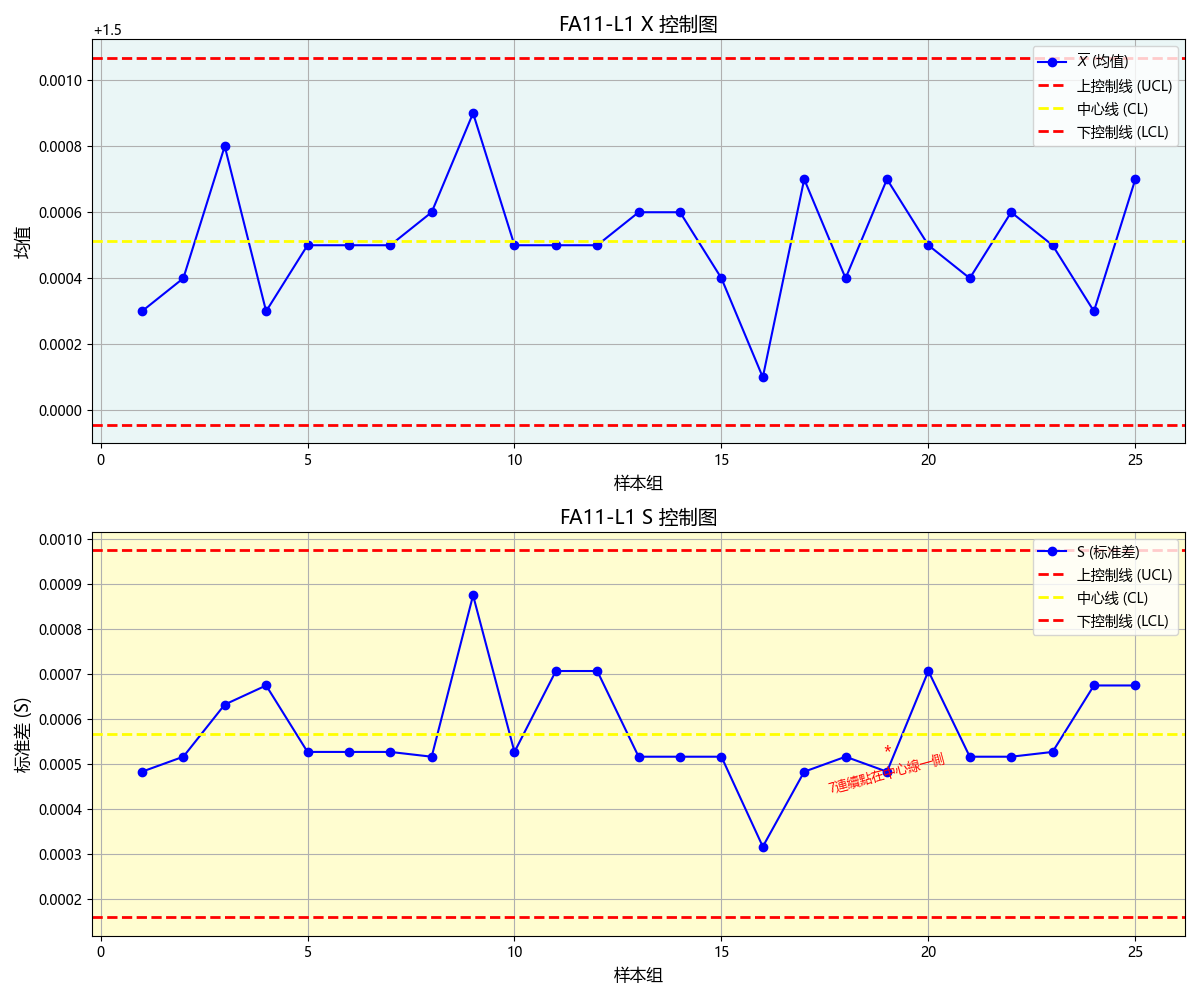 FA11-L1 X 控制图
+1.5
X (均值)
上控制线 (UCL)
中心线 (CL)
下控制线 (LCL)
0.0010
0.0008
0.0006
0.0004
0.0002
0.0000
均值
0 5 10 15 20 25
样本组
FA11-L1 S 控制图
S (标准差)
上控制线 (UCL)
中心线 (CL)
下控制线 (LCL)
0.0010
0.0009
0.0008
0.0007
0.0006
0.0005
0.0004
0.0003
0.0002
标准差 (S)
*
7連續點在中心線一側
0 5 10 15 20 25
样本组